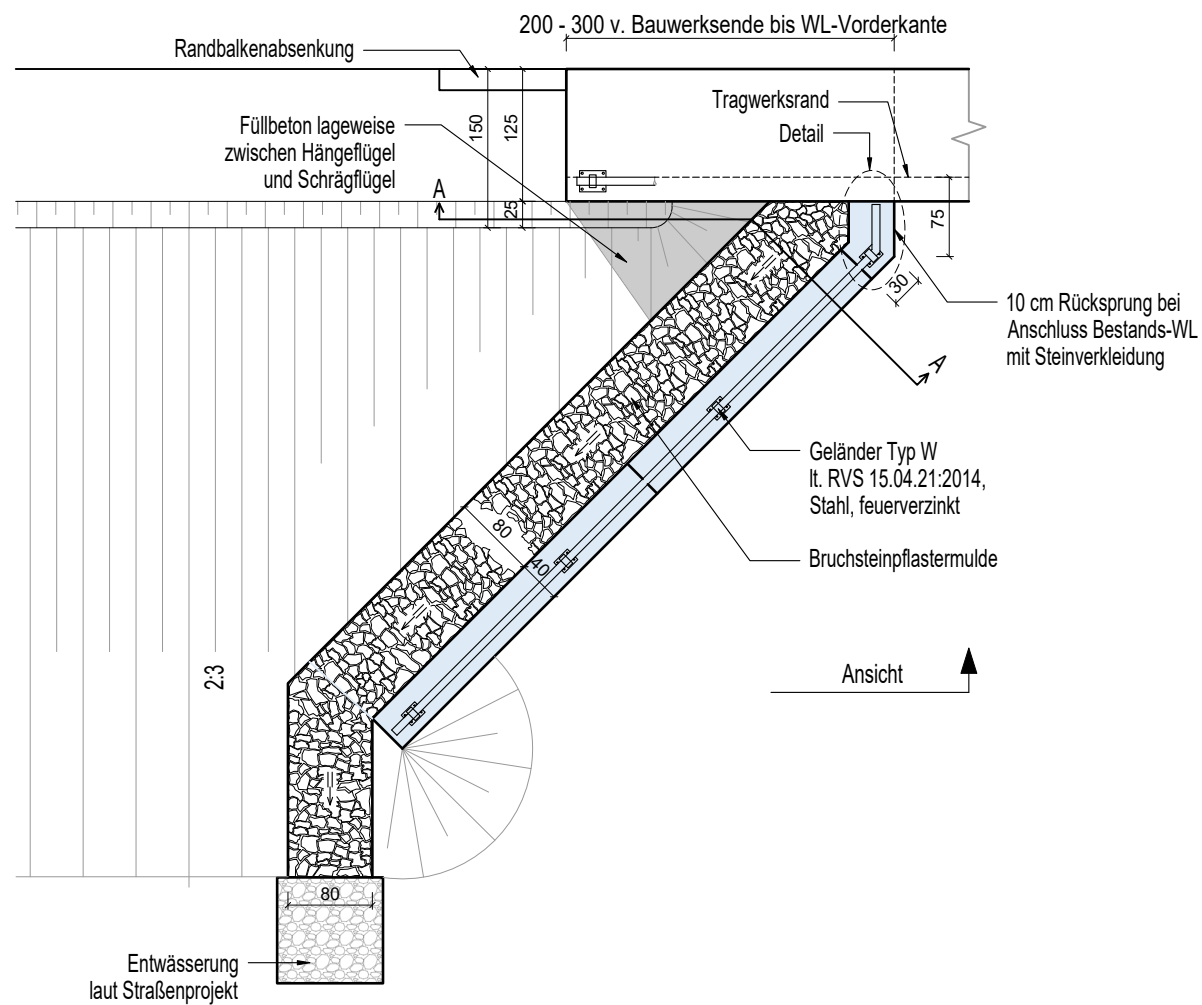 200 - 300 v. Bauwerksende bis WL-Vorderkante
Randbalkenabsenkung
Tragwerksrand
Detail
Füllbeton lageweise
zwischen Hängeflügel
und Schrägflügel
150
125
25
A
75
30
10 cm Rücksprung bei
Anschluss Bestands-WL
mit Steinverkleidung
A
Geländer Typ W
lt. RVS 15.04.21:2014,
Stahl, feuerverzinkt
80
40
Bruchsteinpflastermulde
2:3
Ansicht
80
Entwässerung
laut Straßenprojekt